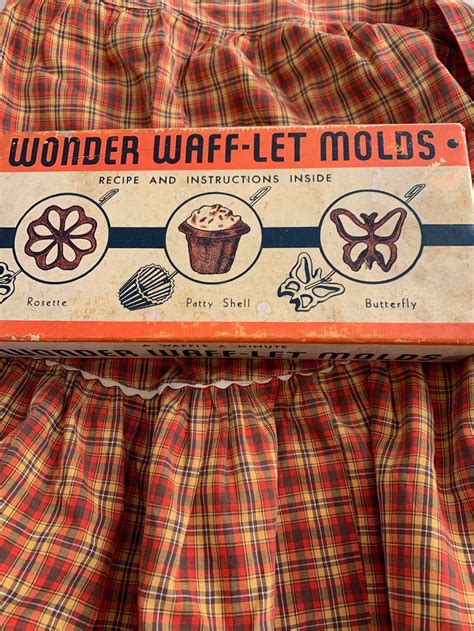 WONDER WAFF-LET MOLDS
RECIPE AND INSTRUCTIONS INSIDE
Rosette Patty Shell Butterfly
A WAFFLE A MINUTE
WONDER WAFF-LET MOLDS